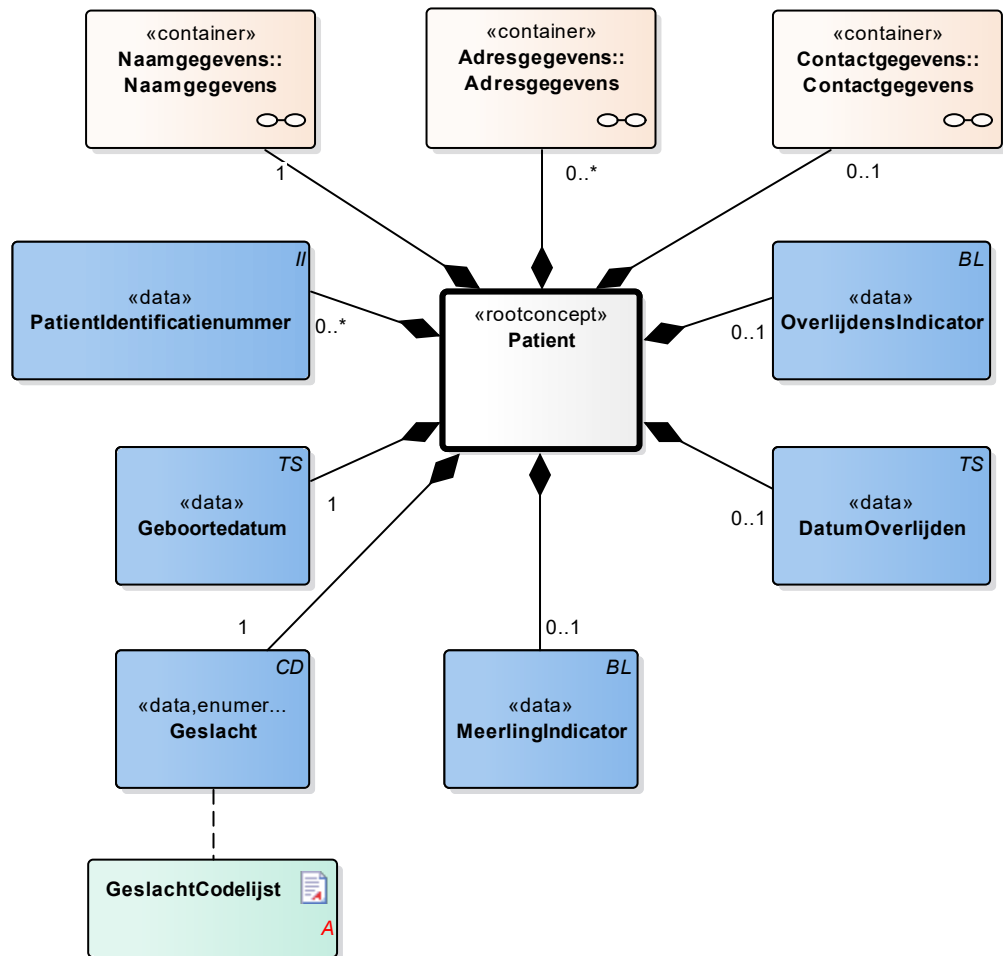 «container»
Naamgegevens::
Naamgegevens
«container»
Adresgegevens::
Adresgegevens
«container»
Contactgegevens::
Contactgegevens
1
0..*
0..1
II
«data»
PatientIdentificatienummer
0..*
«rootconcept»
Patient
BL
«data»
OverlijdensIndicator
0..1
TS
«data»
Geboortedatum
1
TS
«data»
DatumOverlijden
0..1
1
0..1
CD
«data,enumer...
Geslacht
BL
«data»
MeerlingIndicator
GeslachtCodelijst
A